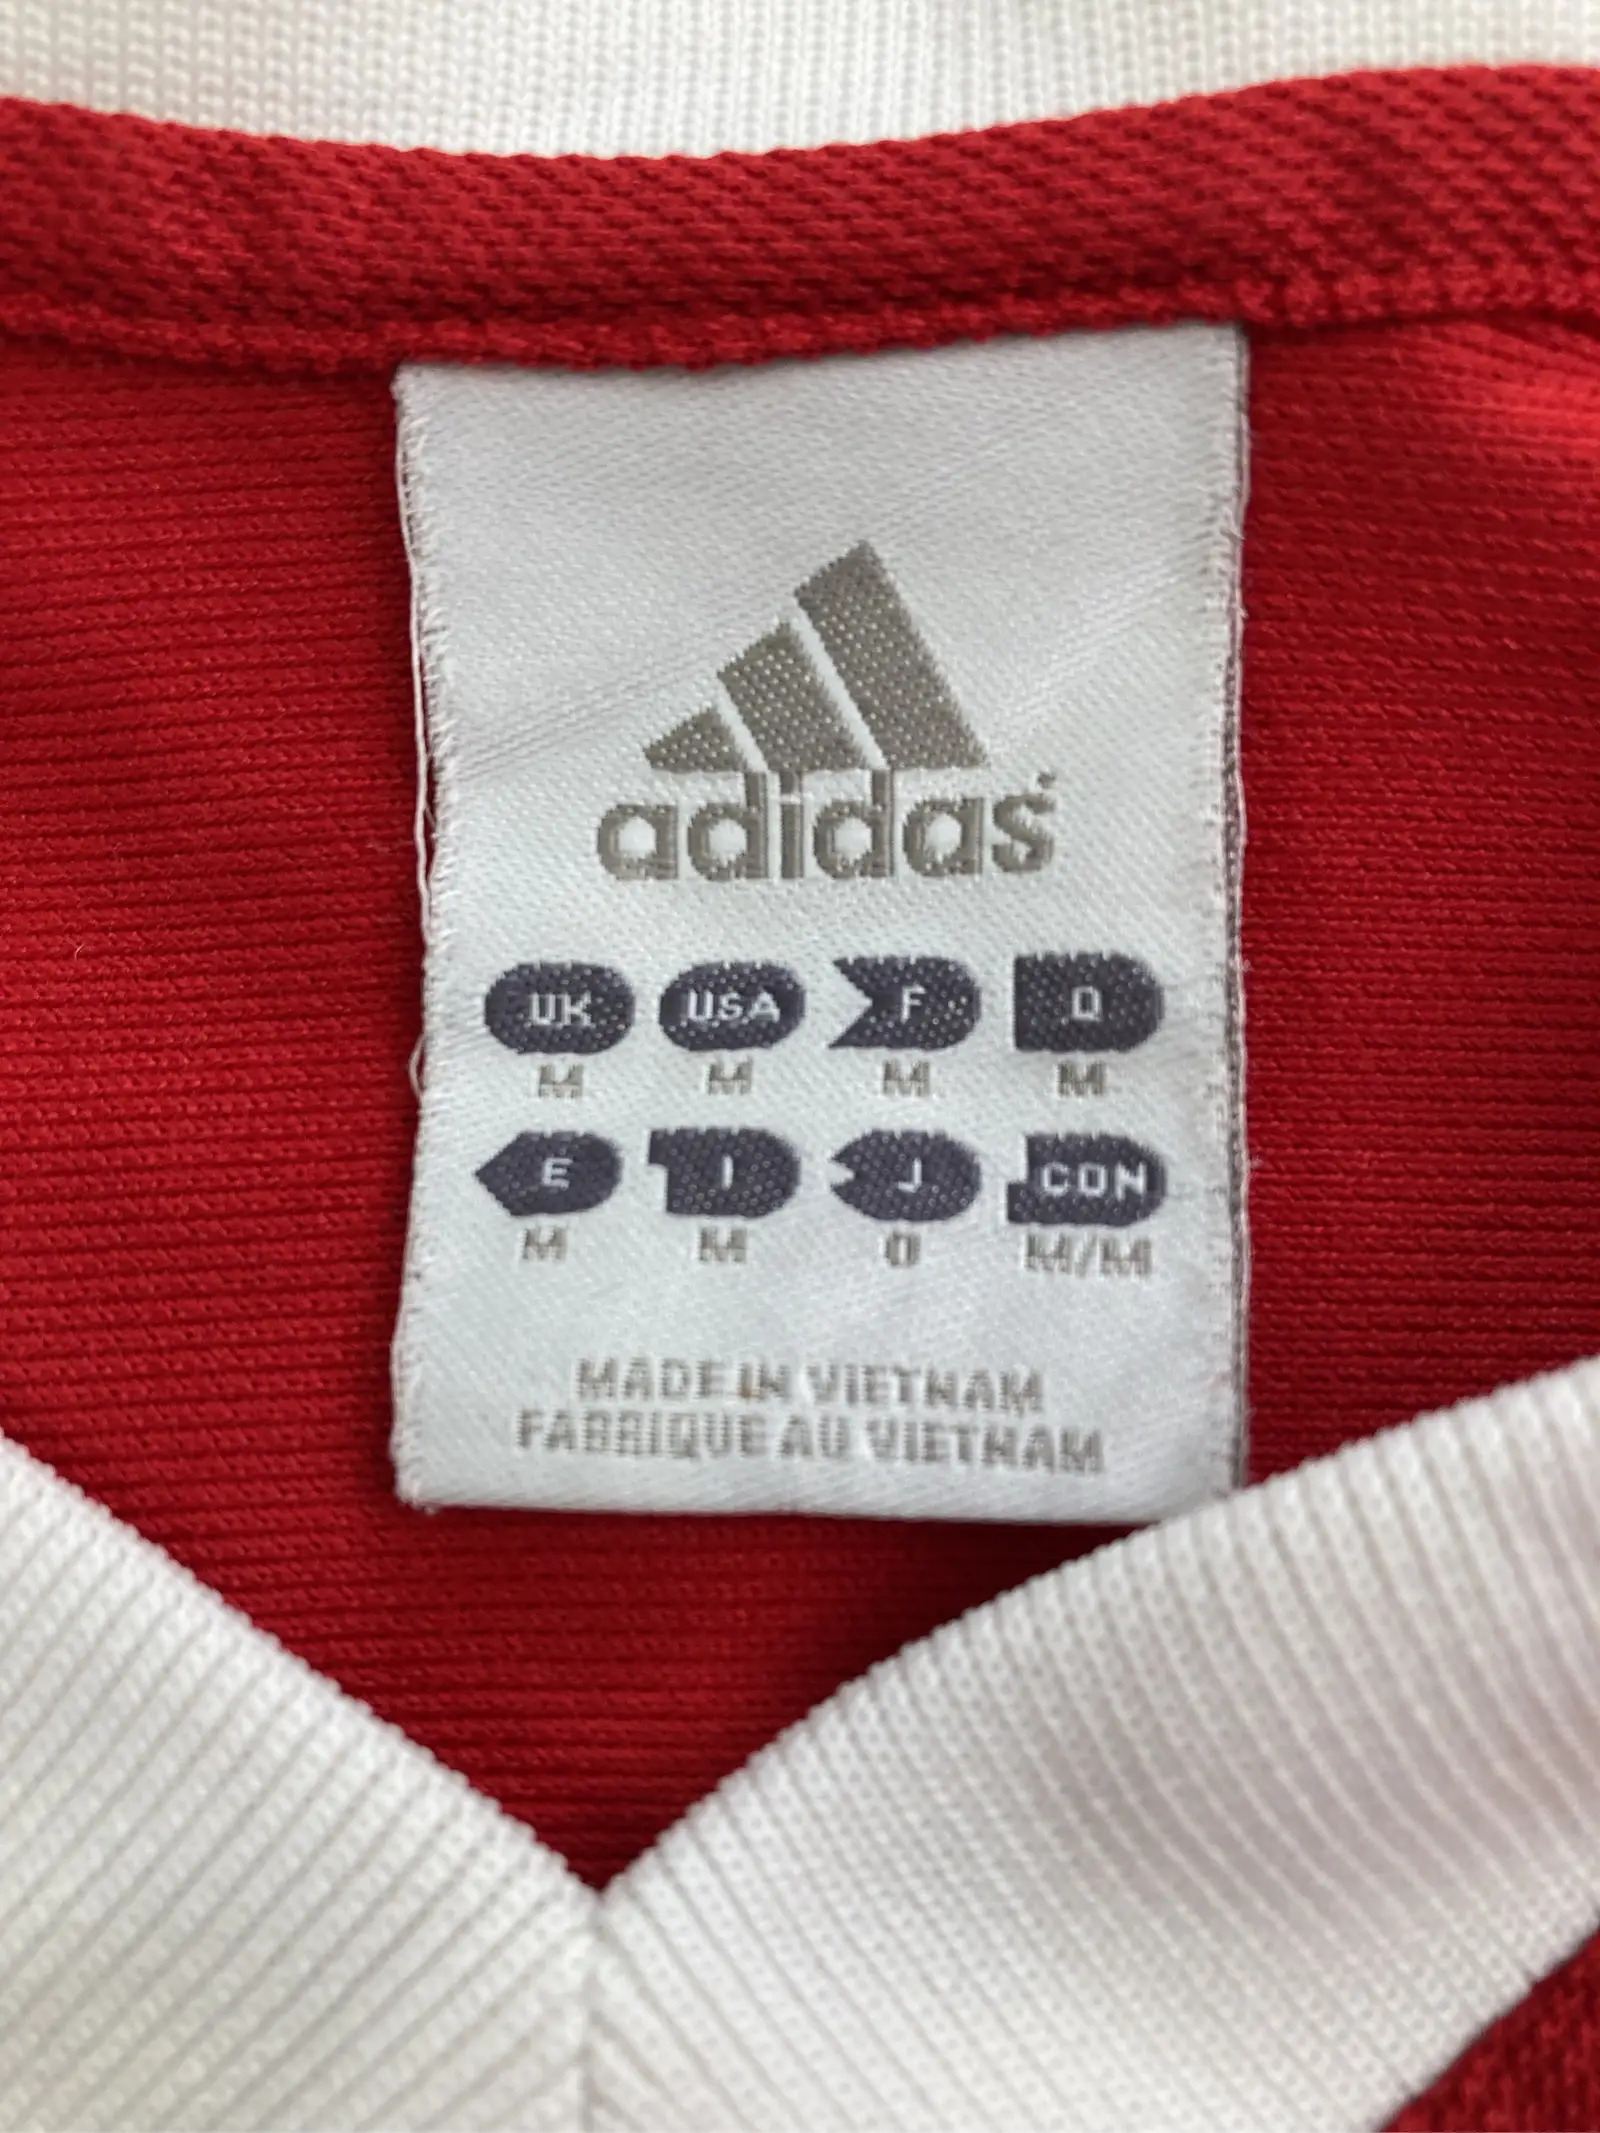 adidas
UK USA F D
M M M M
E I J CON
M M O M/M
MADE IN VIETNAM
FABRIQUE AU VIETNAM